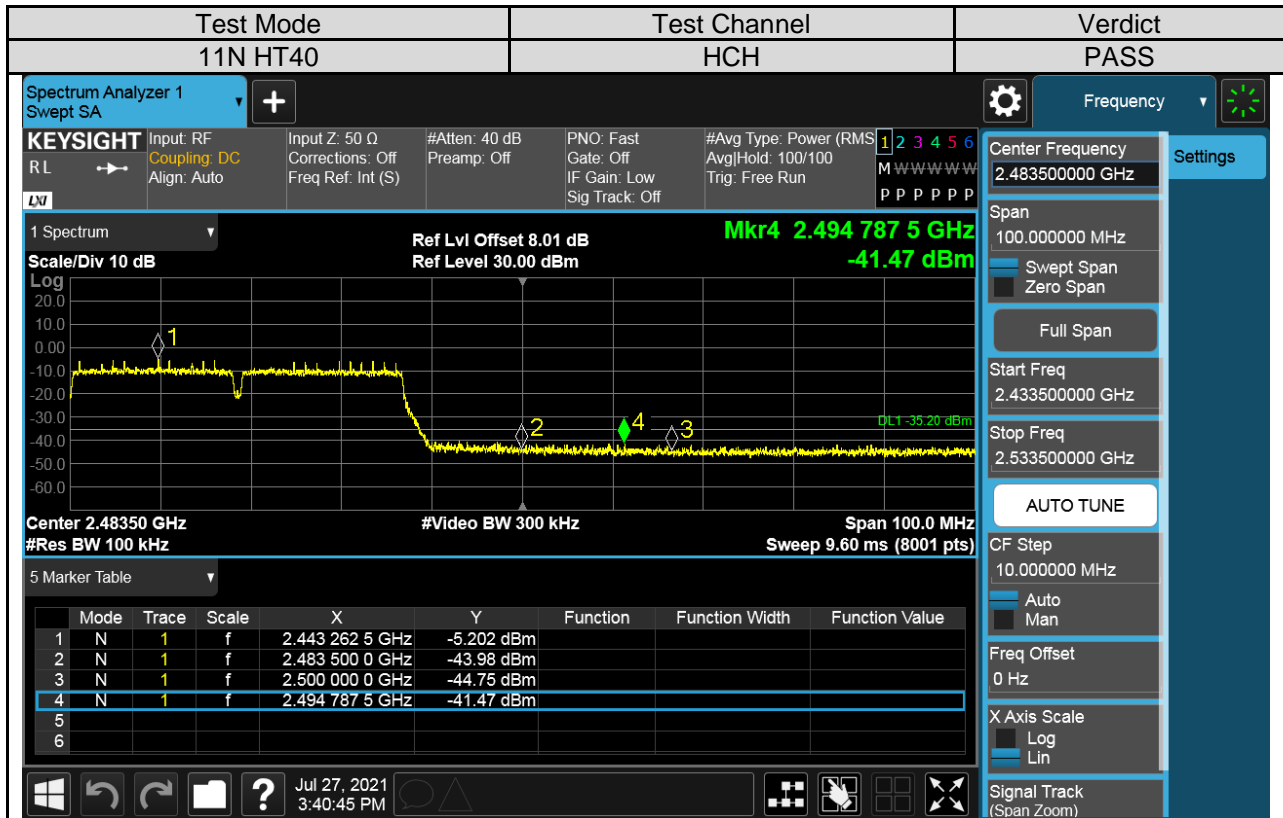 Test Mode Test Channel Verdict
11N HT40 HCH PASS
Spectrum Analyzer 1
Swept SA
+
Frequency
KEYSIGHT
RL
LXI
Input: RF
Coupling: DC
Align: Auto
Input Z: 50 Ω
Corrections: Off
Freq Ref: Int (S)
#Atten: 40 dB
Preamp: Off
PNO: Fast
Gate: Off
IF Gain: Low
Sig Track: Off
#Avg Type: Power (RMS
Avg|Hold: 100/100
Trig: Free Run
1 2 3 4 5 6
M W W W W W
P P P P P P
1 Spectrum
Scale/Div 10 dB
Ref Lvl Offset 8.01 dB
Ref Level 30.00 dBm
Mkr4 2.494 787 5 GHz
-41.47 dBm
Log
20.0
10.0
0.00
-10.0
-20.0
-30.0
-40.0
-50.0
-60.0
1
2
4
3
DL1 -35.20 dBm
Center 2.48350 GHz
#Res BW 100 kHz
#Video BW 300 kHz
Span 100.0 MHz
Sweep 9.60 ms (8001 pts)
5 Marker Table
Mode Trace Scale X Y Function Function Width Function Value
1 N 1 f 2.443 262 5 GHz -5.202 dBm
2 N 1 f 2.483 500 0 GHz -43.98 dBm
3 N 1 f 2.500 000 0 GHz -44.75 dBm
4 N 1 f 2.494 787 5 GHz -41.47 dBm
5
6
?
Jul 27, 2021
3:40:45 PM
Center Frequency
2.483500000 GHz
Settings
Span
100.000000 MHz
Swept Span
Zero Span
Full Span
Start Freq
2.433500000 GHz
Stop Freq
2.533500000 GHz
AUTO TUNE
CF Step
10.000000 MHz
Auto
Man
Freq Offset
0 Hz
X Axis Scale
Log
Lin
Signal Track
(Span Zoom)